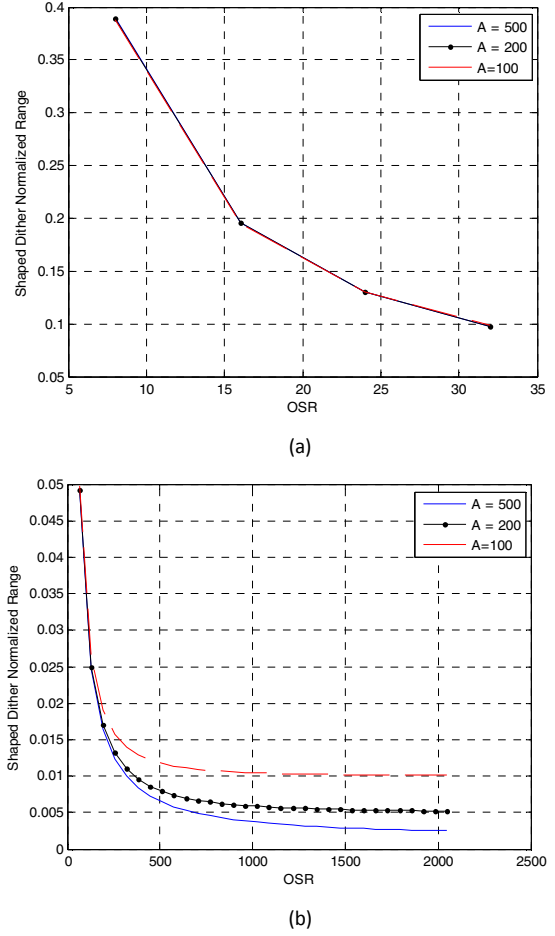 0.4
0.35
0.3
0.25
0.2
0.15
0.1
0.05
Shaped Dither Normalized Range
5 10 15 20 25 30 35
OSR
A = 500
A = 200
A=100
(a)
0.05
0.045
0.04
0.035
0.03
0.025
0.02
0.015
0.01
0.005
0
Shaped Dither Normalized Range
0 500 1000 1500 2000 2500
OSR
A = 500
A = 200
A=100
(b)